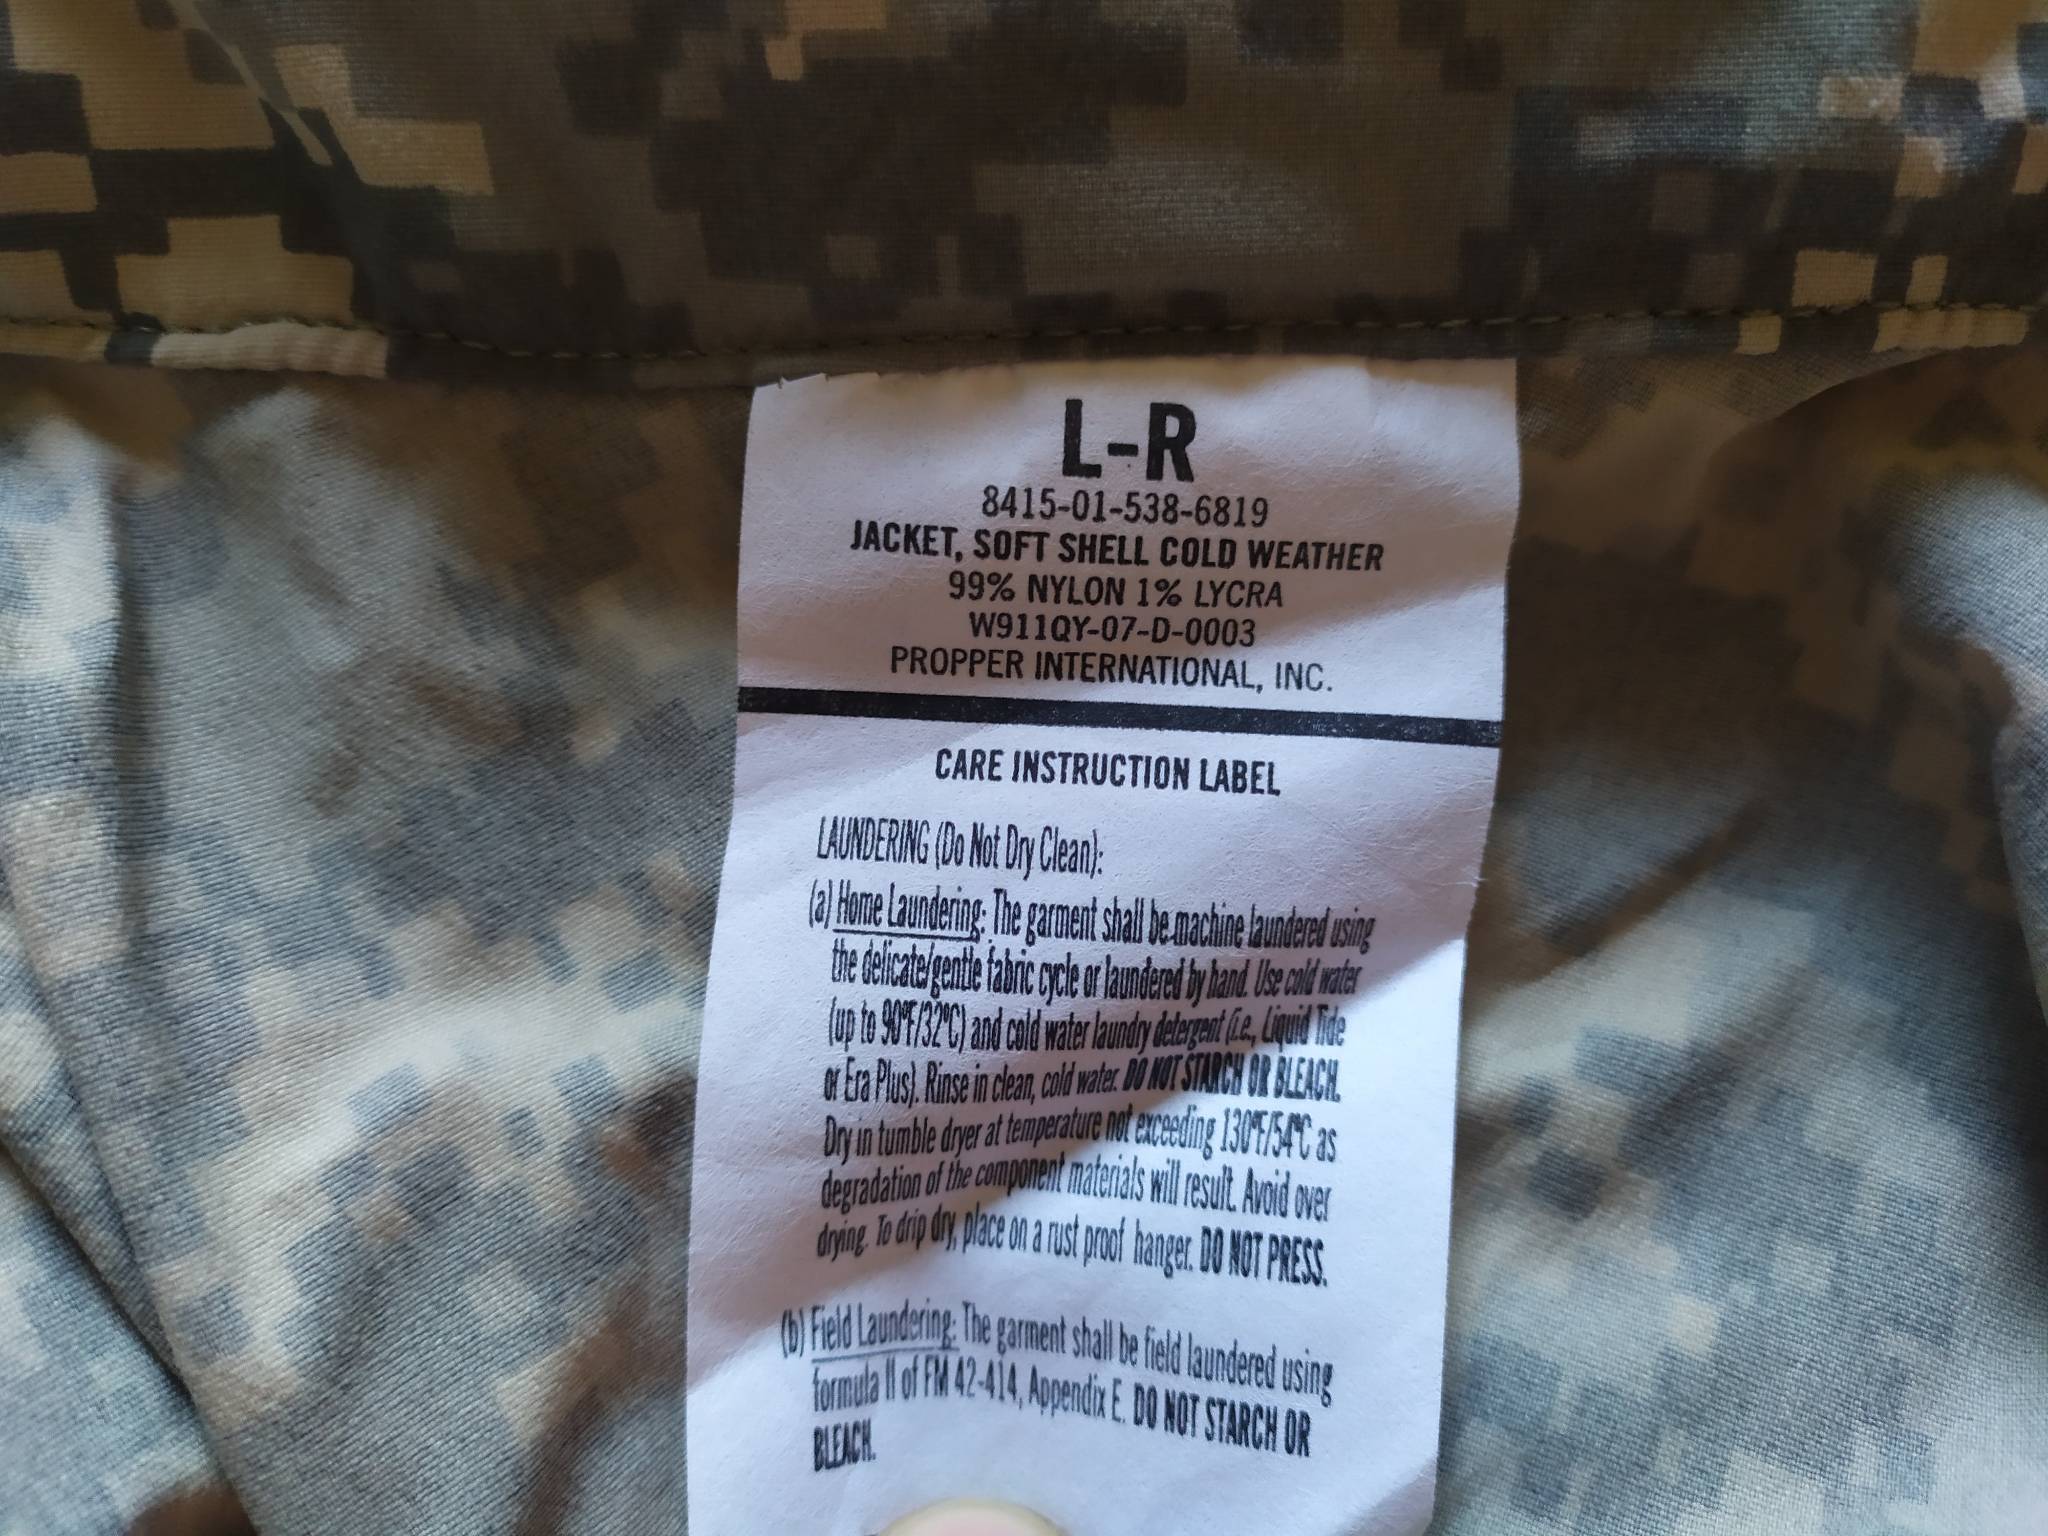 L-R
8415-01-538-6819
JACKET, SOFT SHELL COLD WEATHER
99% NYLON 1% LYCRA
W911QY-07-D-0003
PROPPER INTERNATIONAL, INC.
CARE INSTRUCTION LABEL
LAUNDERING (Do Not Dry Clean):
(a) Home Laundering: The garment shall be machine laundered using
the delicate/gentle fabric cycle or laundered by hand. Use cold water
(up to 90°F/32°C) and cold water laundry detergent (i.e., Liquid Tide
or Era Plus). Rinse in clean, cold water. DO NOT STARCH OR BLEACH.
Dry in tumble dryer at temperature not exceeding 130°F/54°C as
degradation of the component materials will result. Avoid over
drying. To drip dry, place on a rust proof hanger. DO NOT PRESS.
(b) Field Laundering: The garment shall be field laundered using
formula II of FM 42-414, Appendix E. DO NOT STARCH OR
BLEACH.